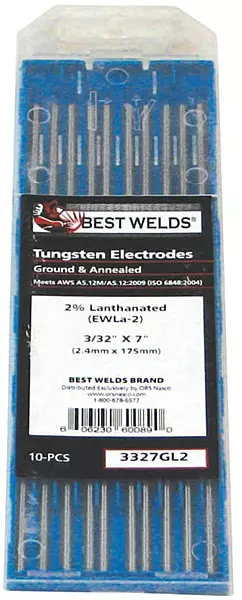 BEST WELDS®
Tungsten Electrodes
Ground & Annealed
Meets AWS A5.12M/A5.12:2009 (ISO 6848:2004)
2% Lanthanated
(EWLa-2)
3/32" X 7"
(2.4mm x 175mm)
BEST WELDS BRAND
Distributed Exclusively by ORS Nasco
www.orsnasco.com
1-800-678-6577
6 06230 60089 0
10-PCS 3327GL2